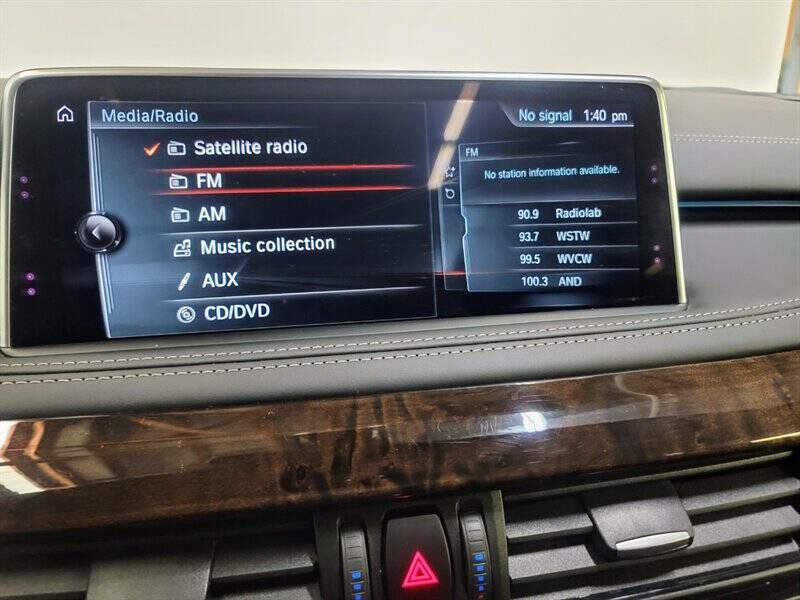 Media/Radio
No signal 1:40 pm
Satellite radio
FM
AM
Music collection
AUX
CD/DVD
FM
No station information available.
90.9 Radiolab
93.7 WSTW
99.5 WVCW
100.3 AND